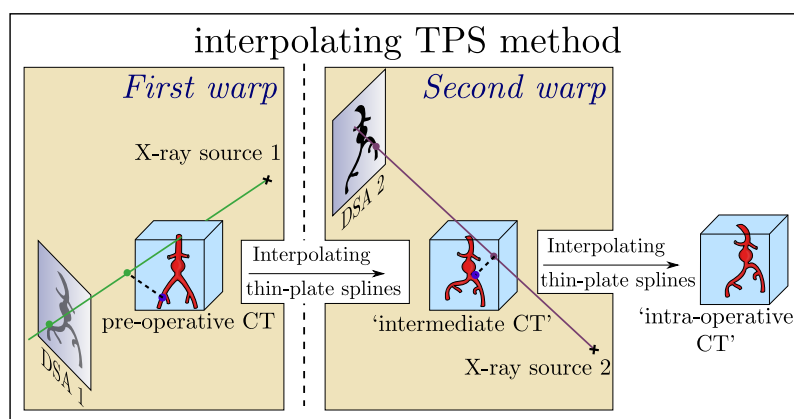 interpolating TPS method
First warp
Second warp
X-ray source 1
DSA 1
pre-operative CT
Interpolating
thin-plate splines
DSA 2
'intermediate CT'
X-ray source 2
Interpolating
thin-plate splines
'intra-operative
CT'